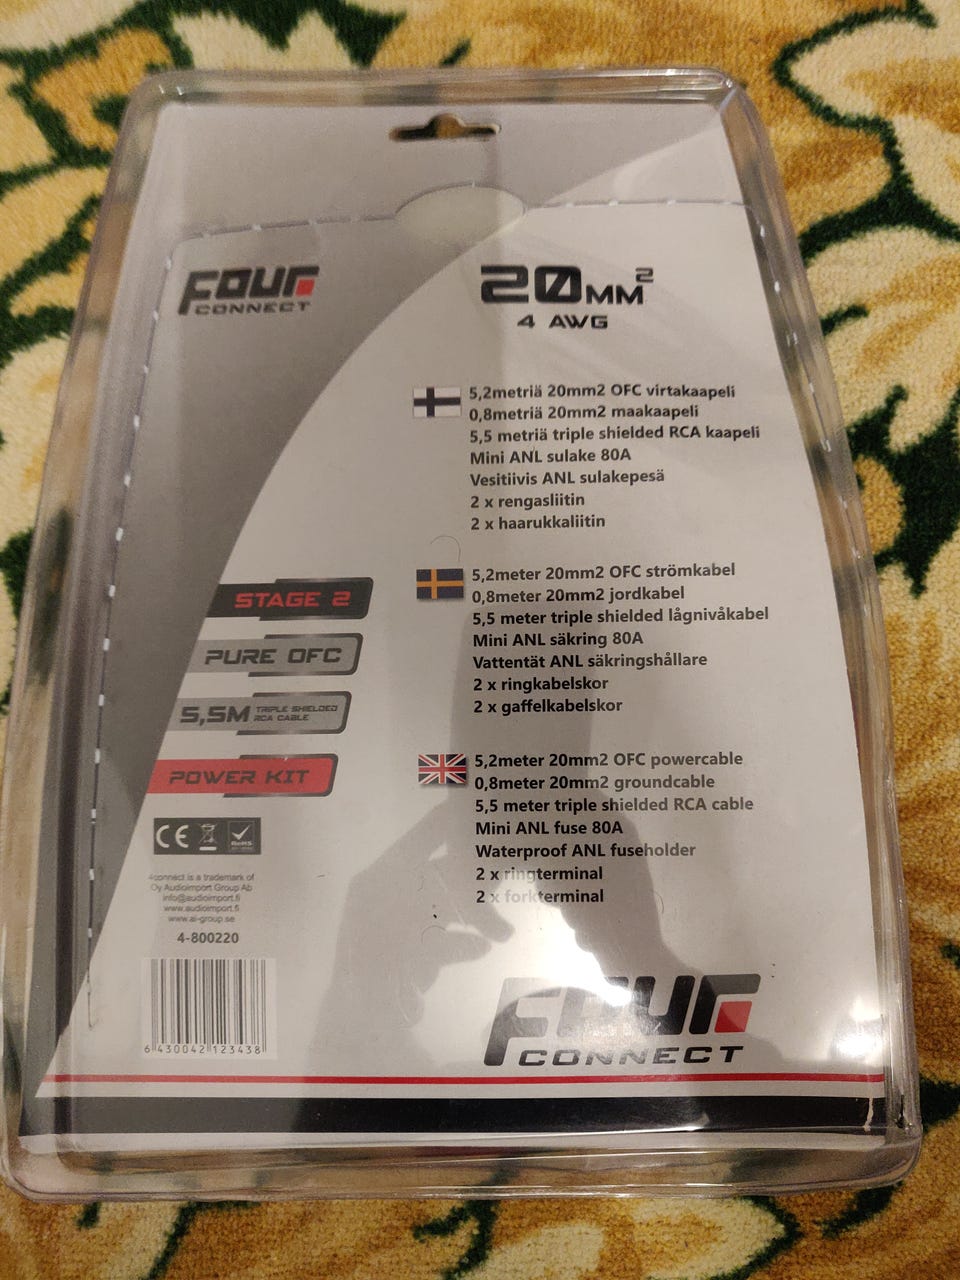 FOUR
CONNECT
20MM²
4 AWG
5,2metriä 20mm2 OFC virtakaapeli
0,8metriä 20mm2 maakaapeli
5,5 metriä triple shielded RCA kaapeli
Mini ANL sulake 80A
Vesitiivis ANL sulakepesä
2 x rengasliitin
2 x haarukkaliitin
5,2meter 20mm2 OFC strömkabel
0,8meter 20mm2 jordkabel
5,5 meter triple shielded lågnivåkabel
Mini ANL säkring 80A
Vattentät ANL säkringshållare
2 x ringkabelskor
2 x gaffelkabelskor
5,2meter 20mm2 OFC powercable
0,8meter 20mm2 groundcable
5,5 meter triple shielded RCA cable
Mini ANL fuse 80A
Waterproof ANL fuseholder
2 x ringterminal
2 x forkterminal
STAGE 2
PURE OFC
5,5M TRIPLE SHIELDED
RCA CABLE
POWER KIT
CE
RoHS
4connect is a trademark of
Oy Audioimport Group Ab
info@audioimport.fi
www.audioimport.fi
www.ai-group.se
4-800220
6 430042 123438
FOUR
CONNECT